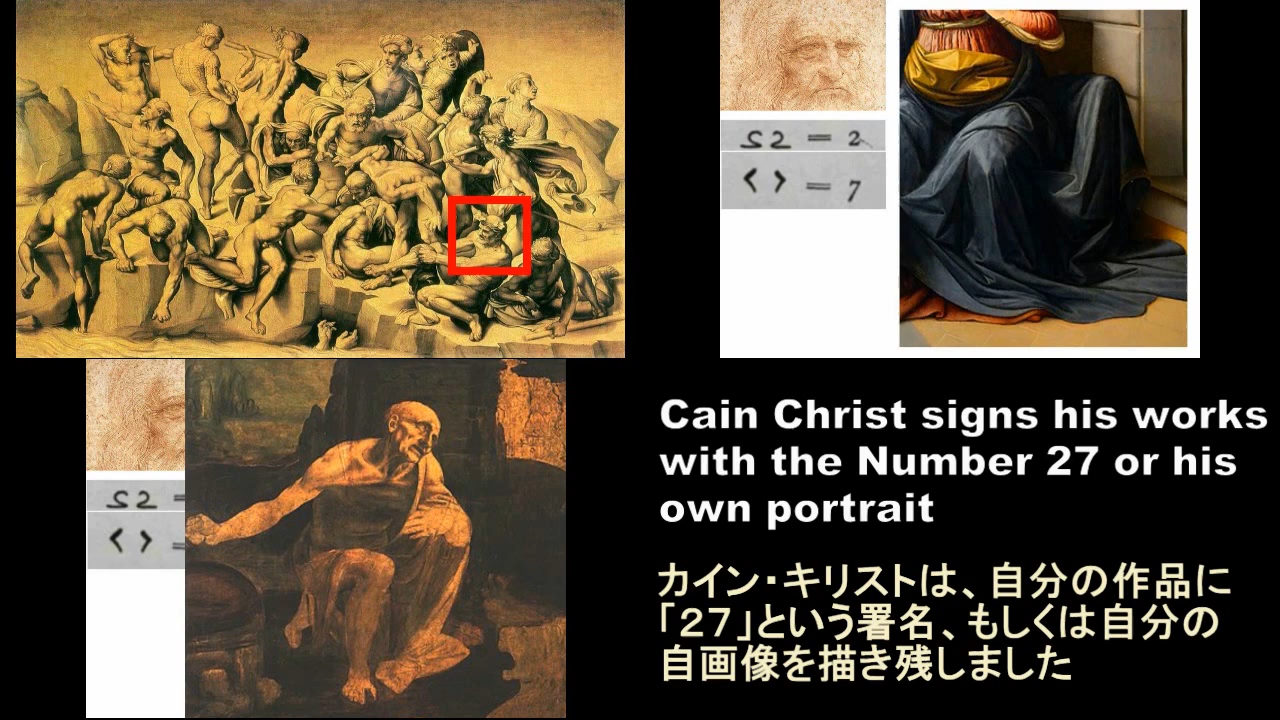 S2 = 2
< > = 7
S2 =
< > =
Cain Christ signs his works
with the Number 27 or his
own portrait
カイン・キリストは、自分の作品に
「２７」という署名、もしくは自分の
自画像を描き残しました